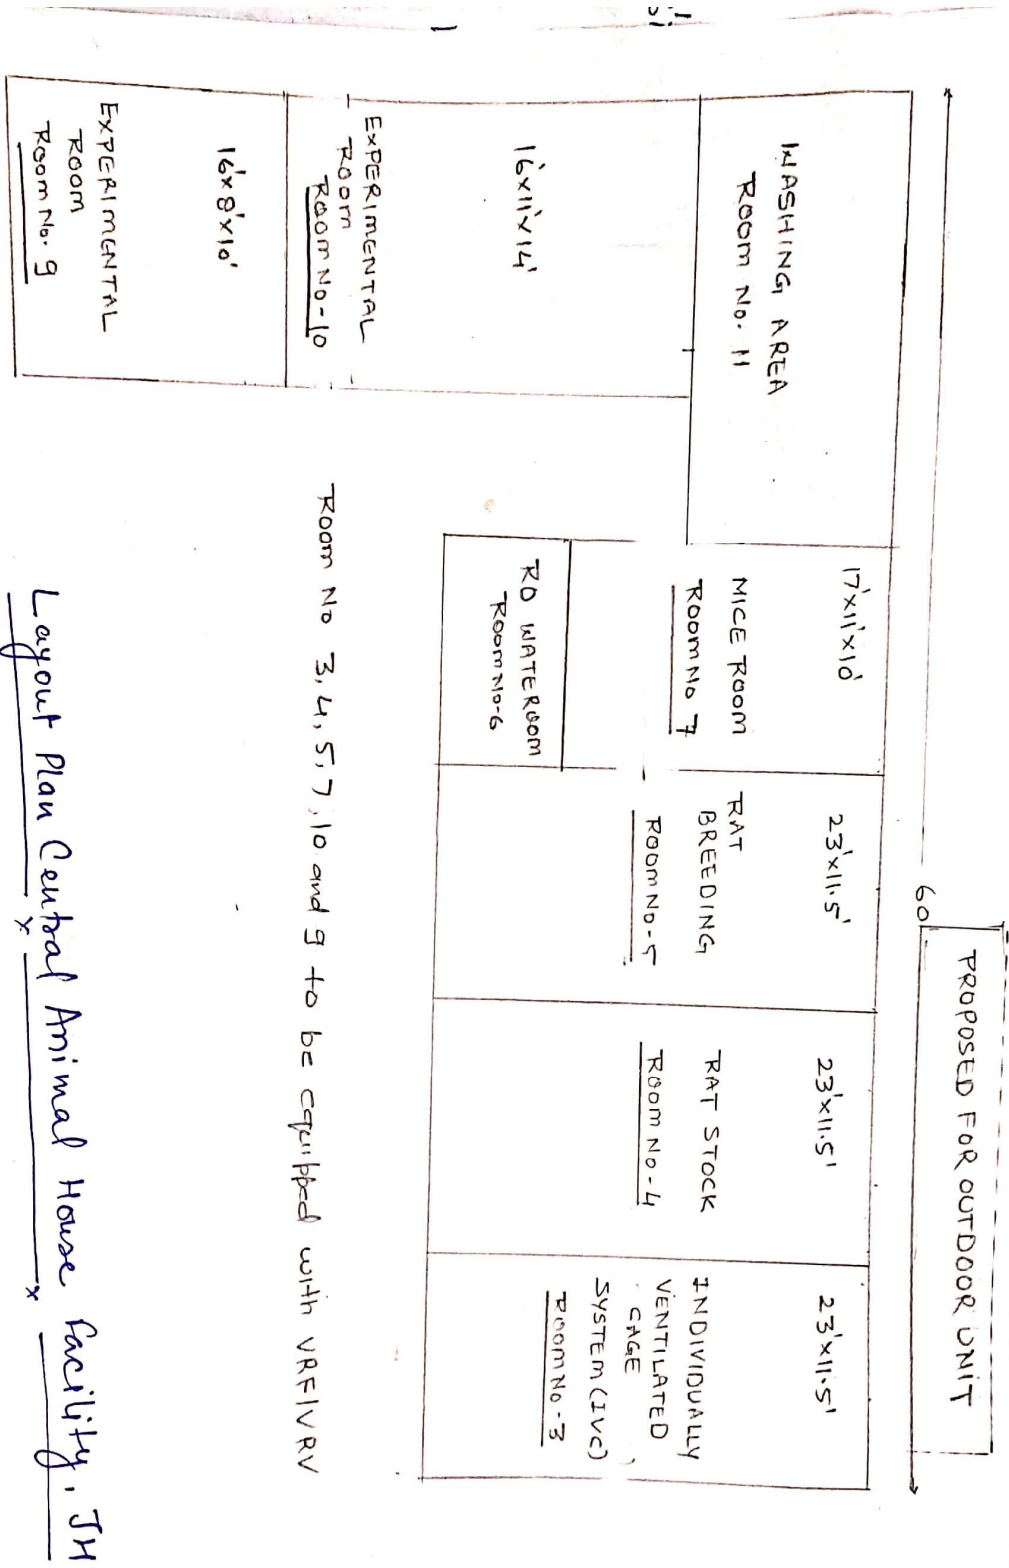 PROPOSED FOR OUTDOOR UNIT
60'
WASHING AREA
ROOM No. 11
17'x11'x10'
MICE ROOM
ROOM No 7
23'x11.5'
RAT
BREEDING
ROOM No-5
23'x11.5'
RAT STOCK
ROOM No-4
23'x11.5'
INDIVIDUALLY
VENTILATED
CAGE
SYSTEM (IVC)
ROOM No-3
16'x11'x14'
EXPERIMENTAL
ROOM
ROOM No-10
RO WATEROOM
ROOM No-6
16'x8'x10'
EXPERIMENTAL
ROOM
ROOM No. 9
ROOM No 3,4,5,7,10 and 9 to be equipped with VRF/VRV
Layout Plan Central Animal House Facility, JH